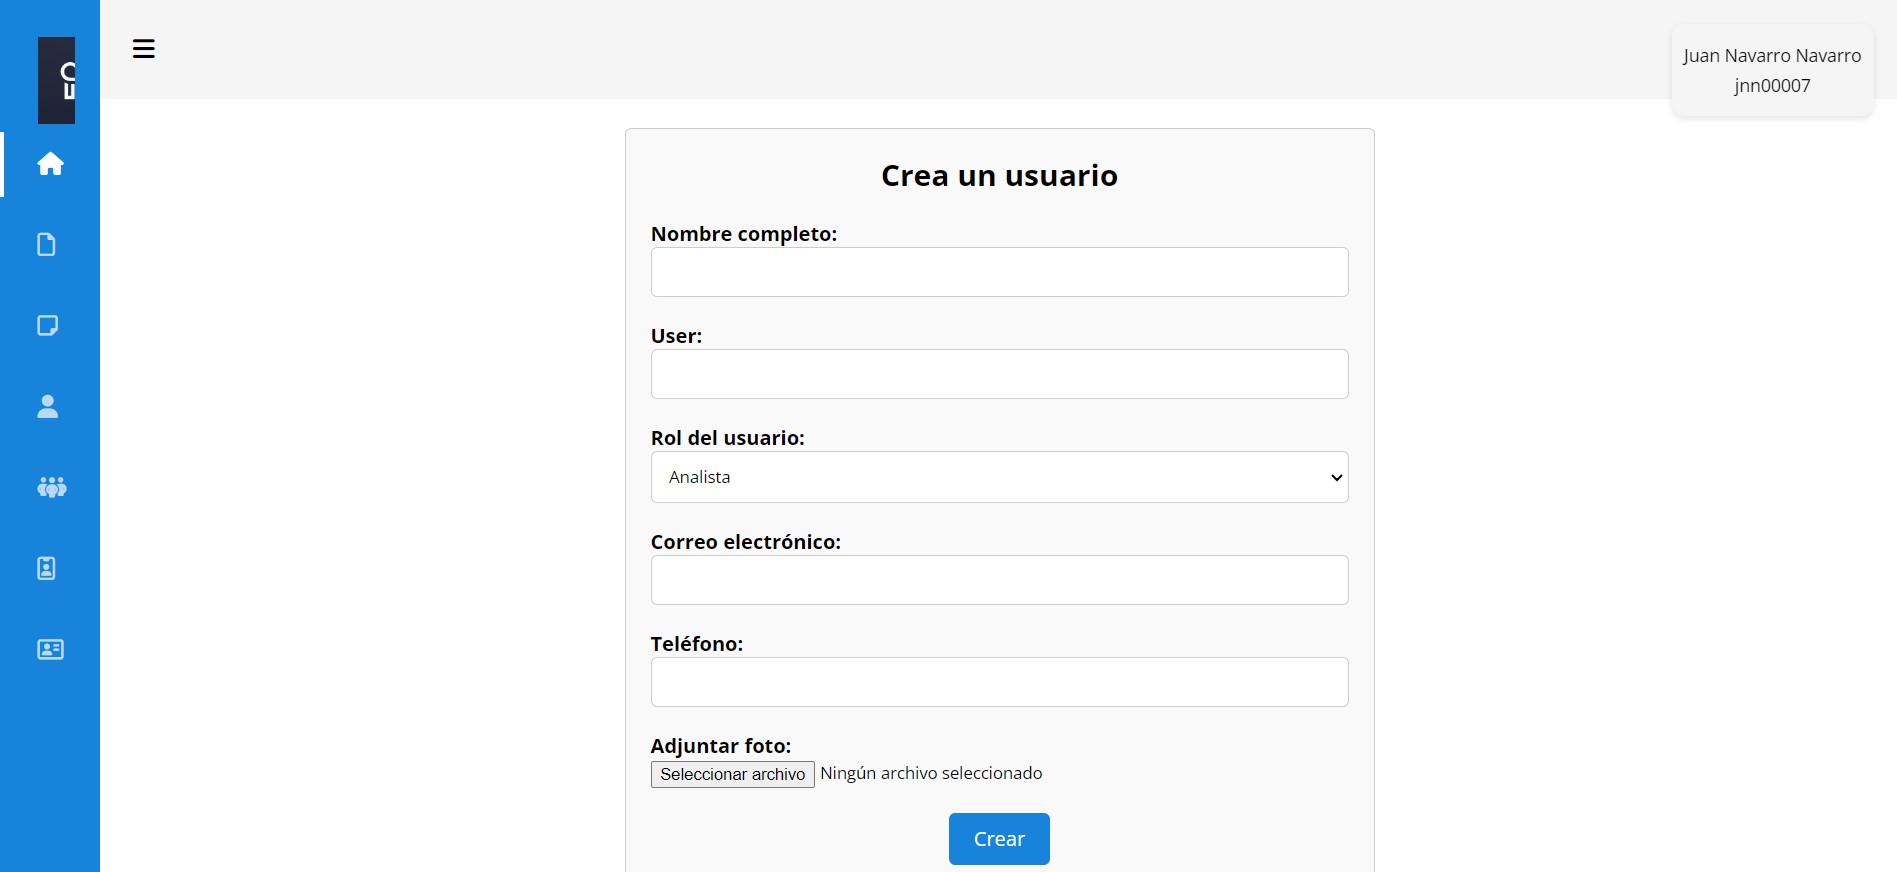 Juan Navarro Navarro
jnn00007
Crea un usuario
Nombre completo:
User:
Rol del usuario:
Analista
Correo electrónico:
Teléfono:
Adjuntar foto:
Seleccionar archivo Ningún archivo seleccionado
Crear